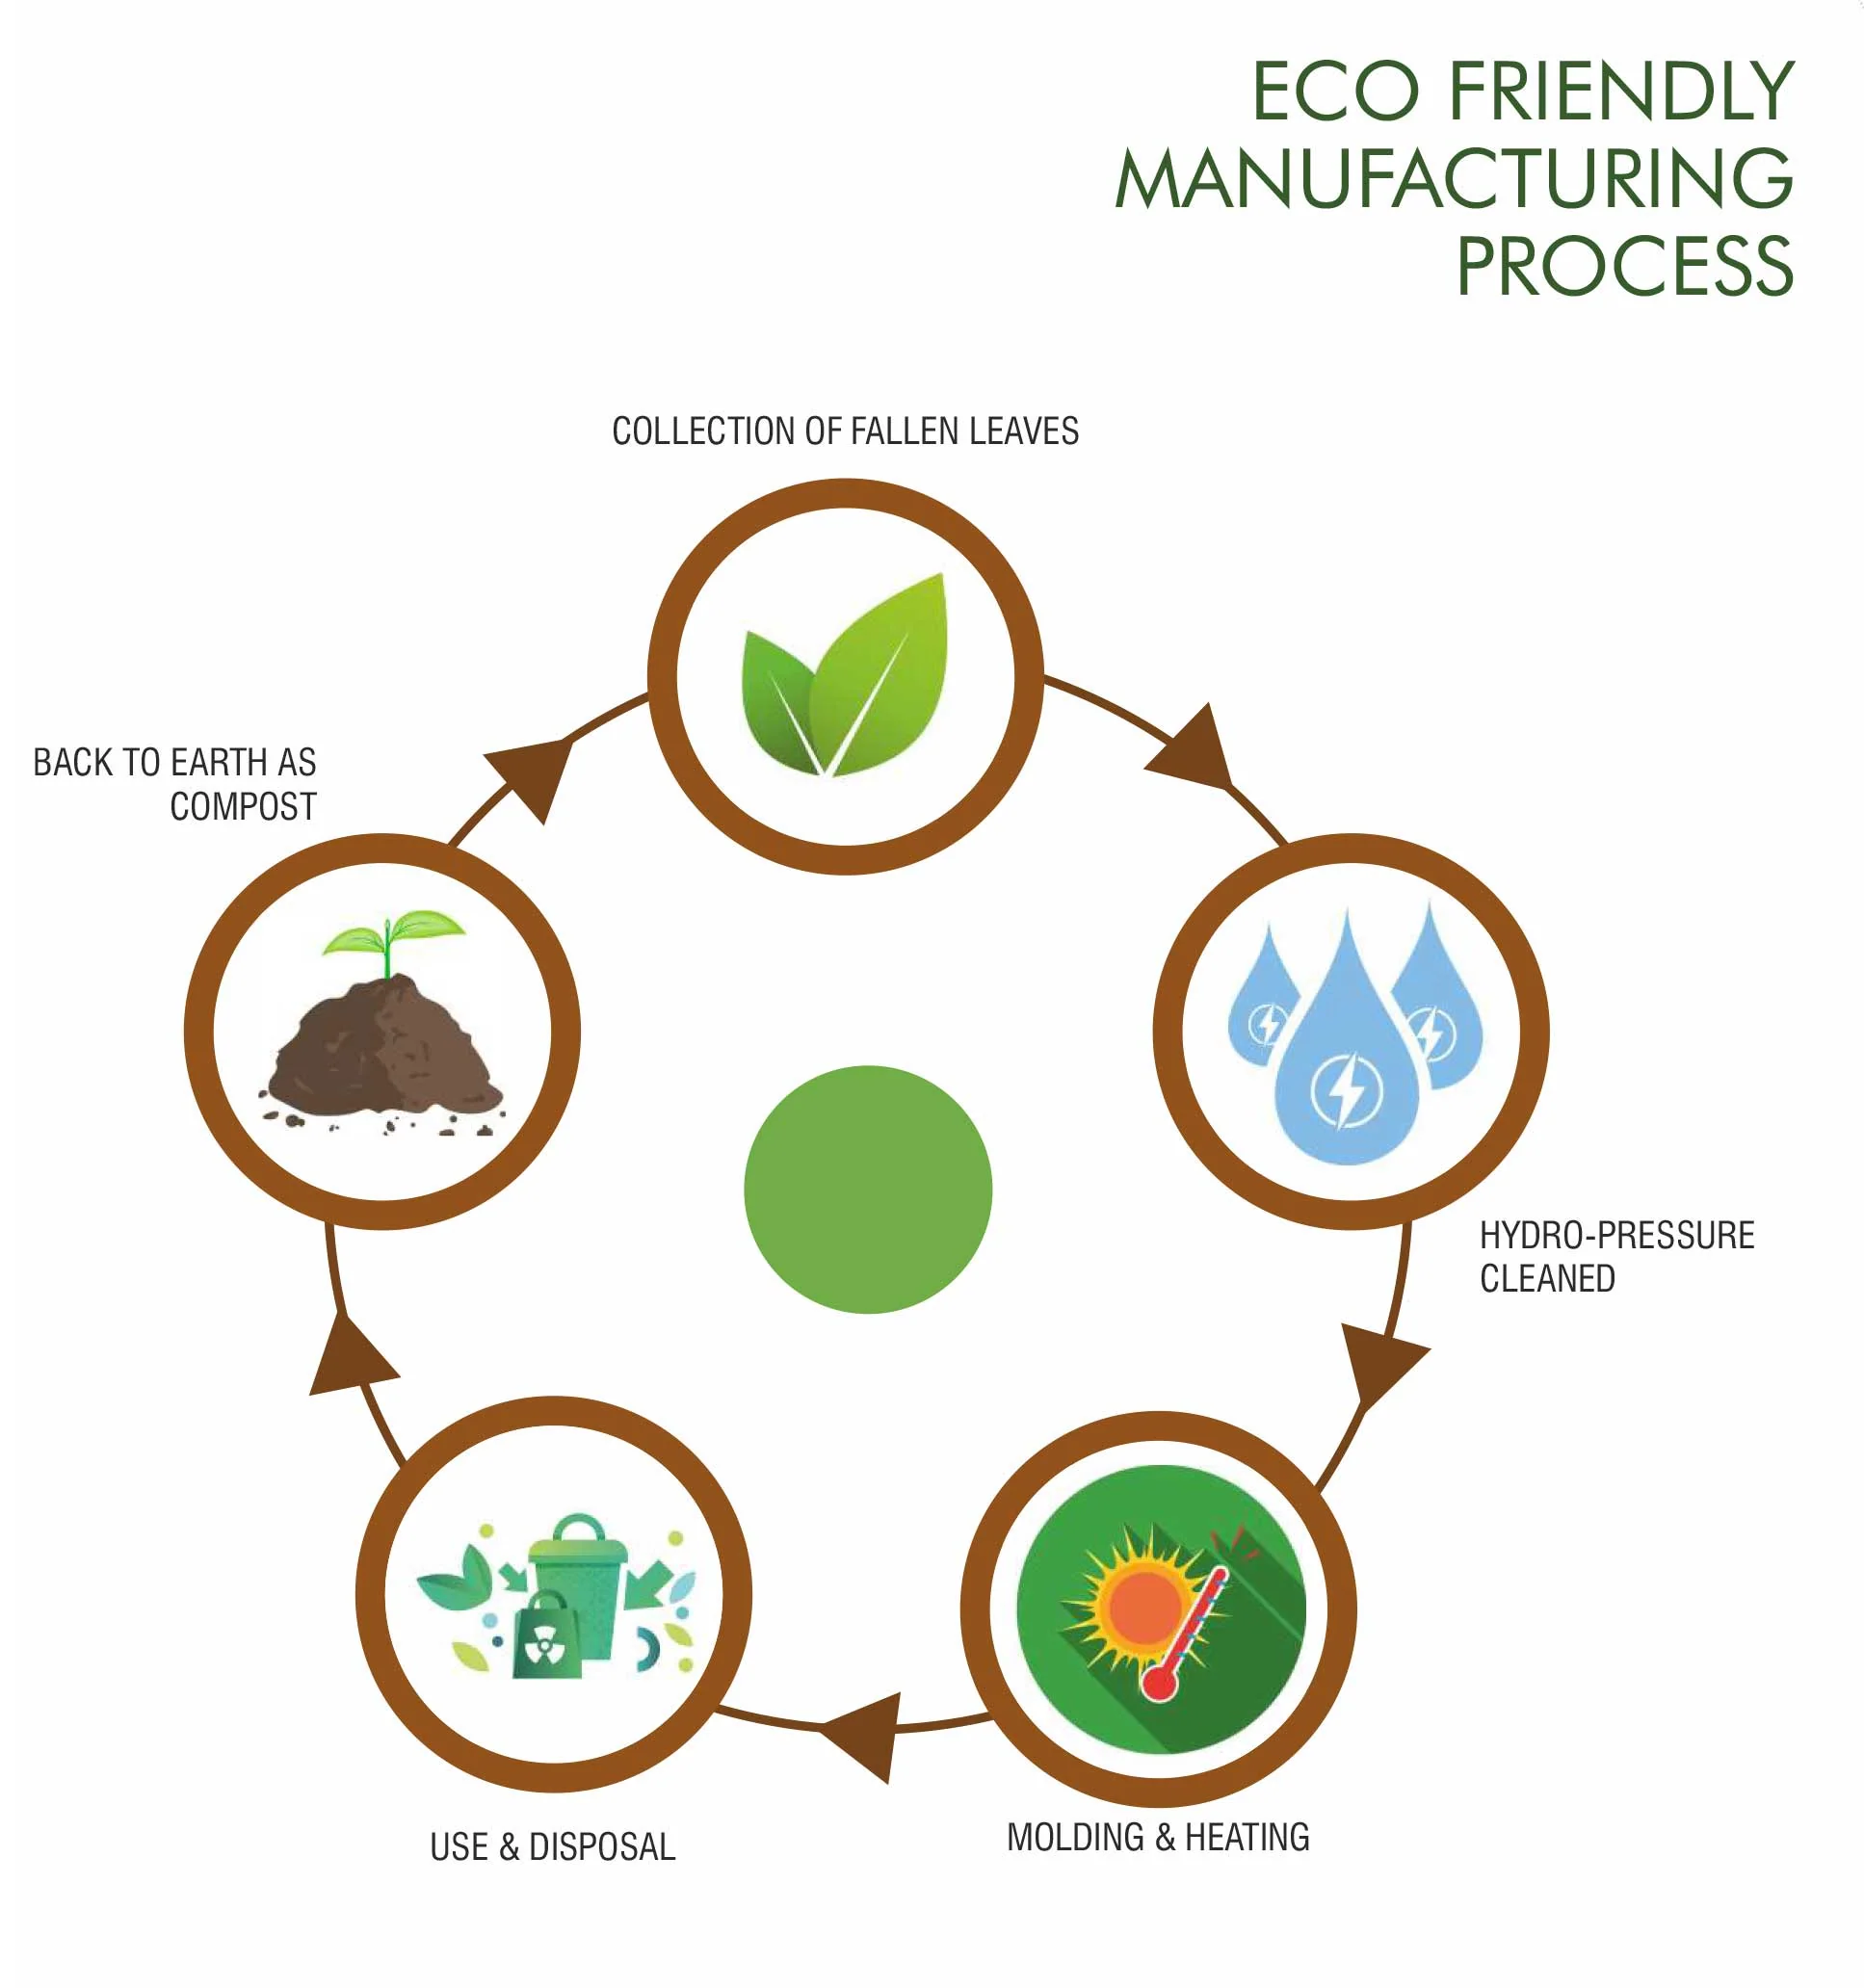 ECO FRIENDLY
MANUFACTURING
PROCESS
COLLECTION OF FALLEN LEAVES
BACK TO EARTH AS
COMPOST
HYDRO-PRESSURE
CLEANED
USE & DISPOSAL
MOLDING & HEATING